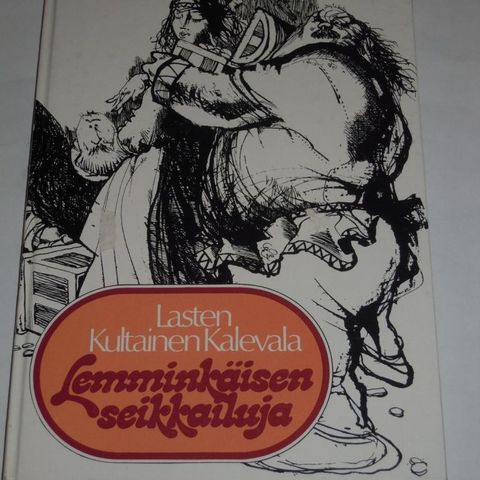 Lasten
Kultainen Kalevala
Lemminkäisen
seikkailuja